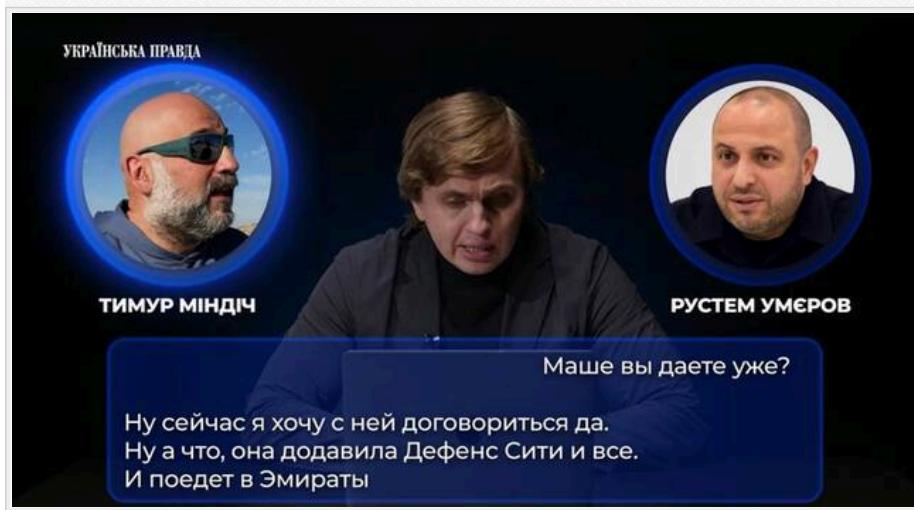 УКРАЇНСЬКА ПРАВДА
ТИМУР МІНДІЧ
РУСТЕМ УМЄРОВ
Маше вы даете уже?
Ну сейчас я хочу с ней договориться да.
Ну а что, она додавила Дефенс Сити и все.
И поедет в Эмираты